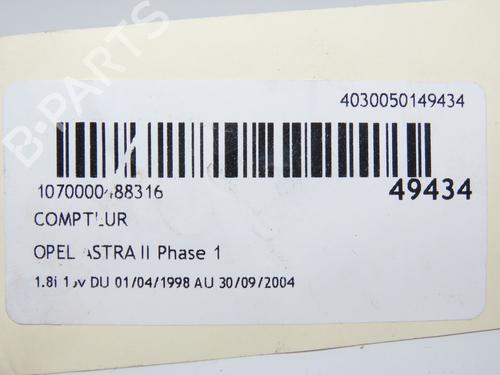 B-PARTS
4030050149434
1070000488316
49434
COMPTEUR
OPEL ASTRA II Phase 1
1.8i 16v DU 01/04/1998 AU 30/09/2004